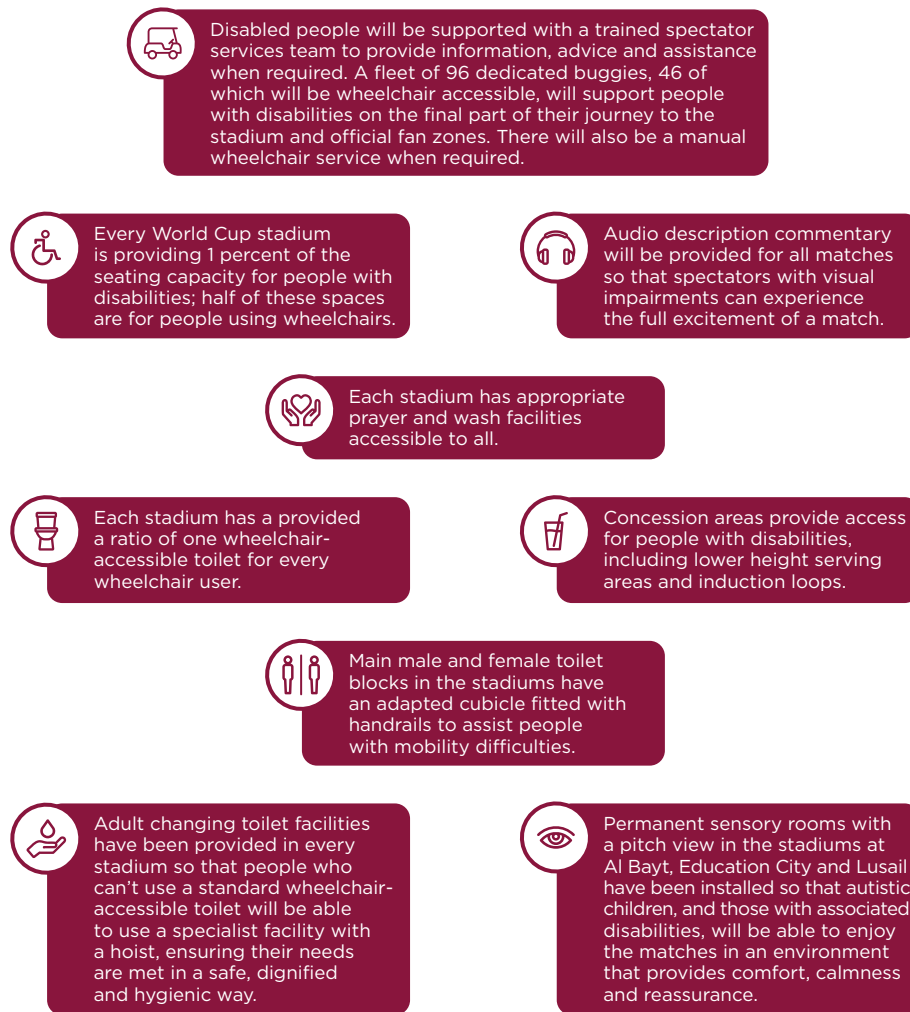 Disabled people will be supported with a trained spectator
services team to provide information, advice and assistance
when required. A fleet of 96 dedicated buggies, 46 of
which will be wheelchair accessible, will support people
with disabilities on the final part of their journey to the
stadium and official fan zones. There will also be a manual
wheelchair service when required.
Every World Cup stadium
is providing 1 percent of the
seating capacity for people with
disabilities; half of these spaces
are for people using wheelchairs.
Audio description commentary
will be provided for all matches
so that spectators with visual
impairments can experience
the full excitement of a match.
Each stadium has appropriate
prayer and wash facilities
accessible to all.
Each stadium has a provided
a ratio of one wheelchair-
accessible toilet for every
wheelchair user.
Concession areas provide access
for people with disabilities,
including lower height serving
areas and induction loops.
Main male and female toilet
blocks in the stadiums have
an adapted cubicle fitted with
handrails to assist people
with mobility difficulties.
Adult changing toilet facilities
have been provided in every
stadium so that people who
can't use a standard wheelchair-
accessible toilet will be able
to use a specialist facility with
a hoist, ensuring their needs
are met in a safe, dignified
and hygienic way.
Permanent sensory rooms with
a pitch view in the stadiums at
Al Bayt, Education City and Lusail
have been installed so that autistic
children, and those with associated
disabilities, will be able to enjoy
the matches in an environment
that provides comfort, calmness
and reassurance.